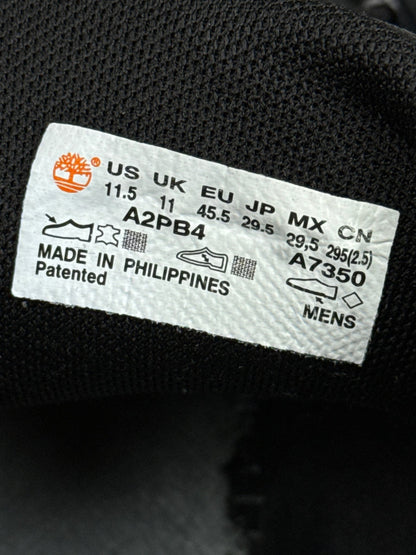 ® US UK EU JP MX CN
11.5 11 45.5 29.5 29.5 295(2.5)
A2PB4 A7350
MADE IN PHILIPPINES
Patented MENS